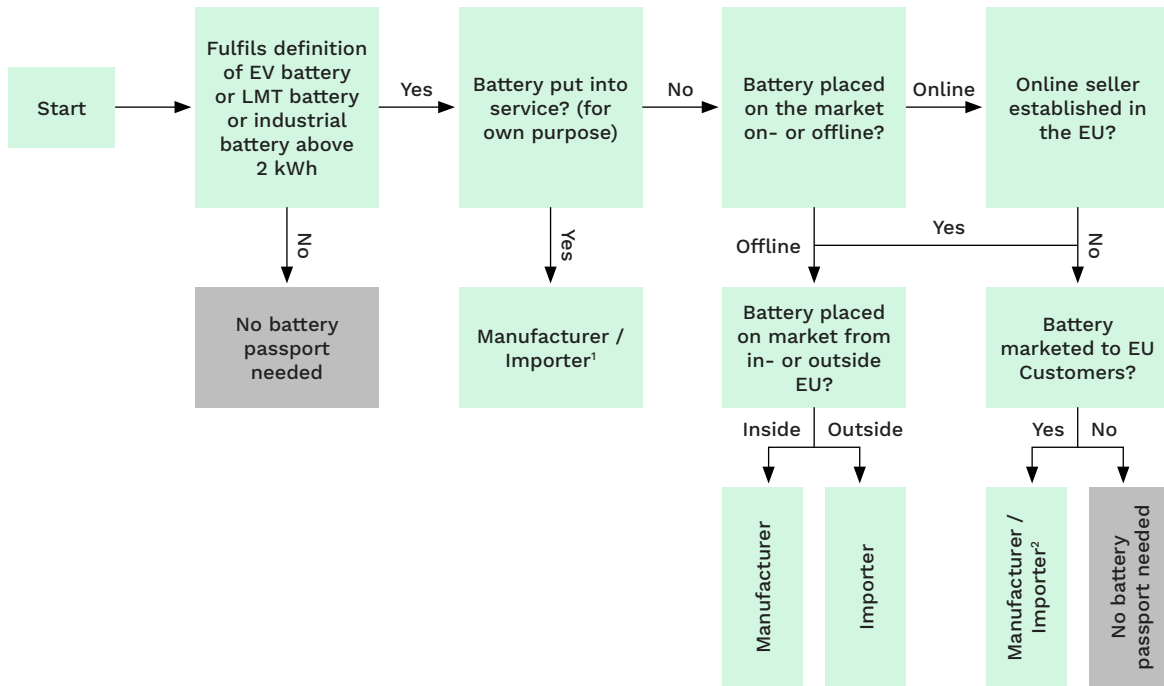 Start
Fulfils definition
of EV battery
or LMT battery
or industrial
battery above
2 kWh
Yes
Battery put into
service? (for
own purpose)
No
Battery placed
on the market
on- or offline?
Online
Online seller
established in
the EU?
No
Yes
Offline
Yes
No
No battery
passport
needed
Manufacturer /
Importer¹
Battery placed
on market from
in- or outside
EU?
Battery
marketed to EU
Customers?
Inside
Outside
Yes
No
Manufacturer
Importer
Manufacturer /
Importer²
No battery
passport needed